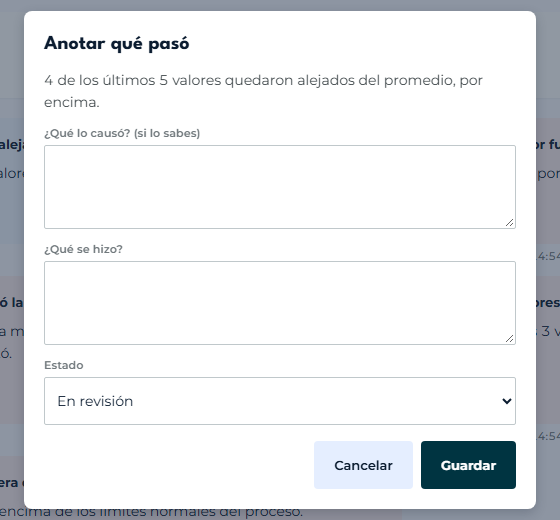 Anotar qué pasó
4 de los últimos 5 valores quedaron alejados del promedio, por
encima.
¿Qué lo causó? (si lo sabes)
¿Qué se hizo?
Estado
En revisión
Cancelar
Guardar
encima de los límites normales del proceso.